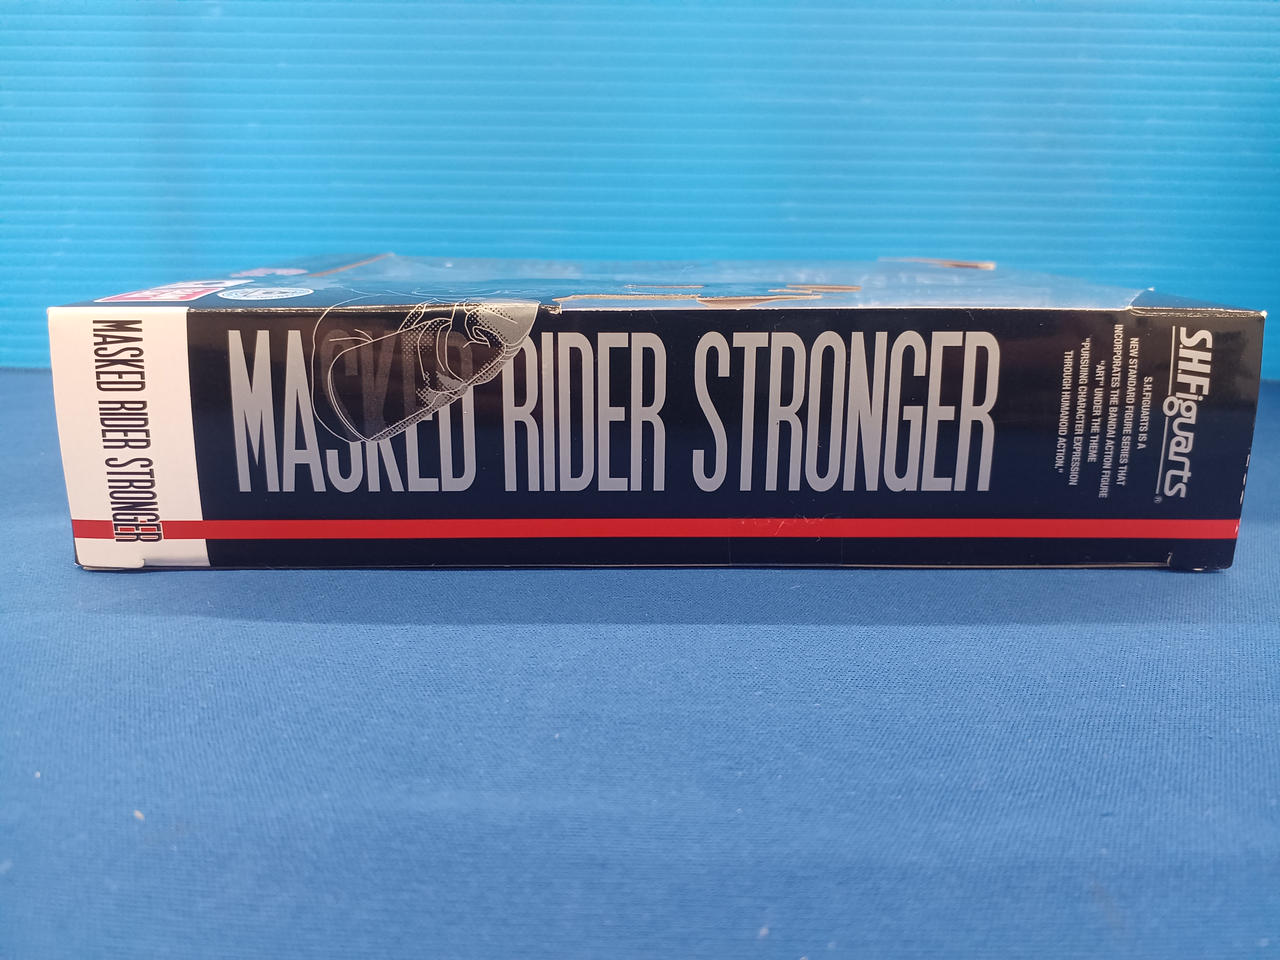 MASKED RIDER STRONGER
MASKED RIDER STRONGER
S.H.Figuarts®
S.H.FIGUARTS IS A
NEW STANDARD FIGURE SERIES THAT
INCORPORATES THE BANDAI ACTION FIGURE
"ART" UNDER THE THEME
"PURSUING CHARACTER EXPRESSION
THROUGH HUMANOID ACTION."